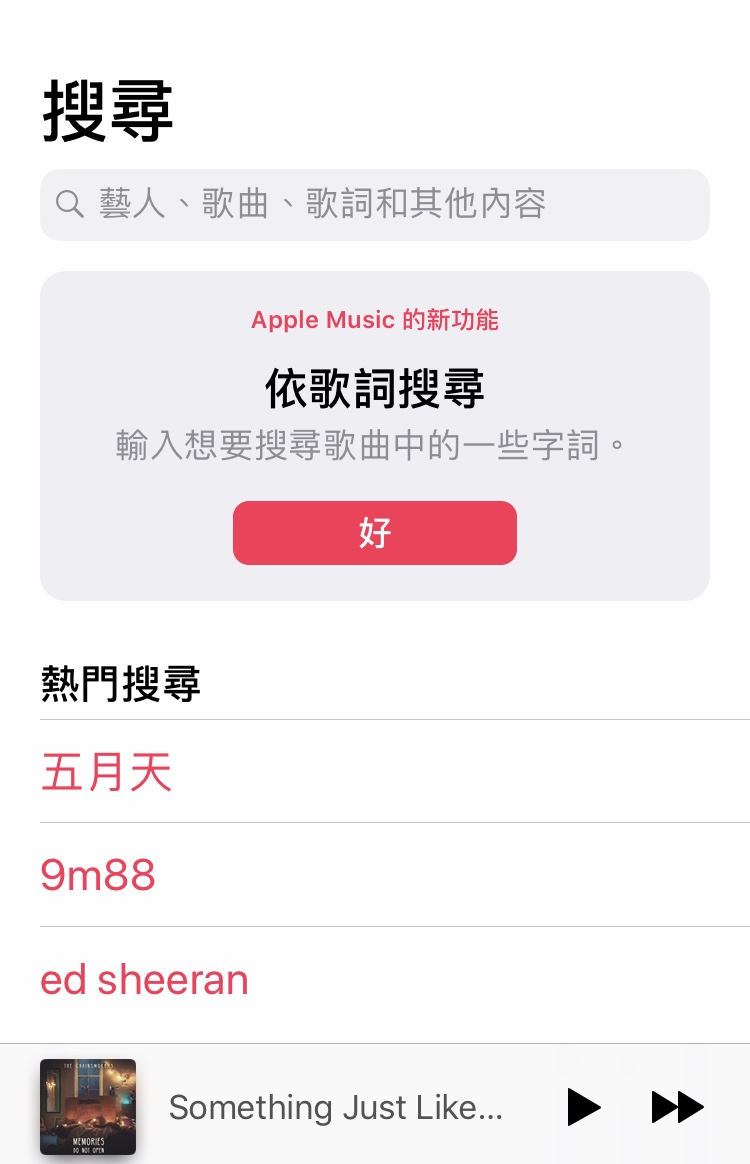 搜尋
藝人、歌曲、歌詞和其他內容
Apple Music 的新功能
依歌詞搜尋
輸入想要搜尋歌曲中的一些字詞。
好
熱門搜尋
五月天
9m88
ed sheeran
THE CHAINSMOKERS
MEMORIES
DO NOT OPEN
Something Just Like...